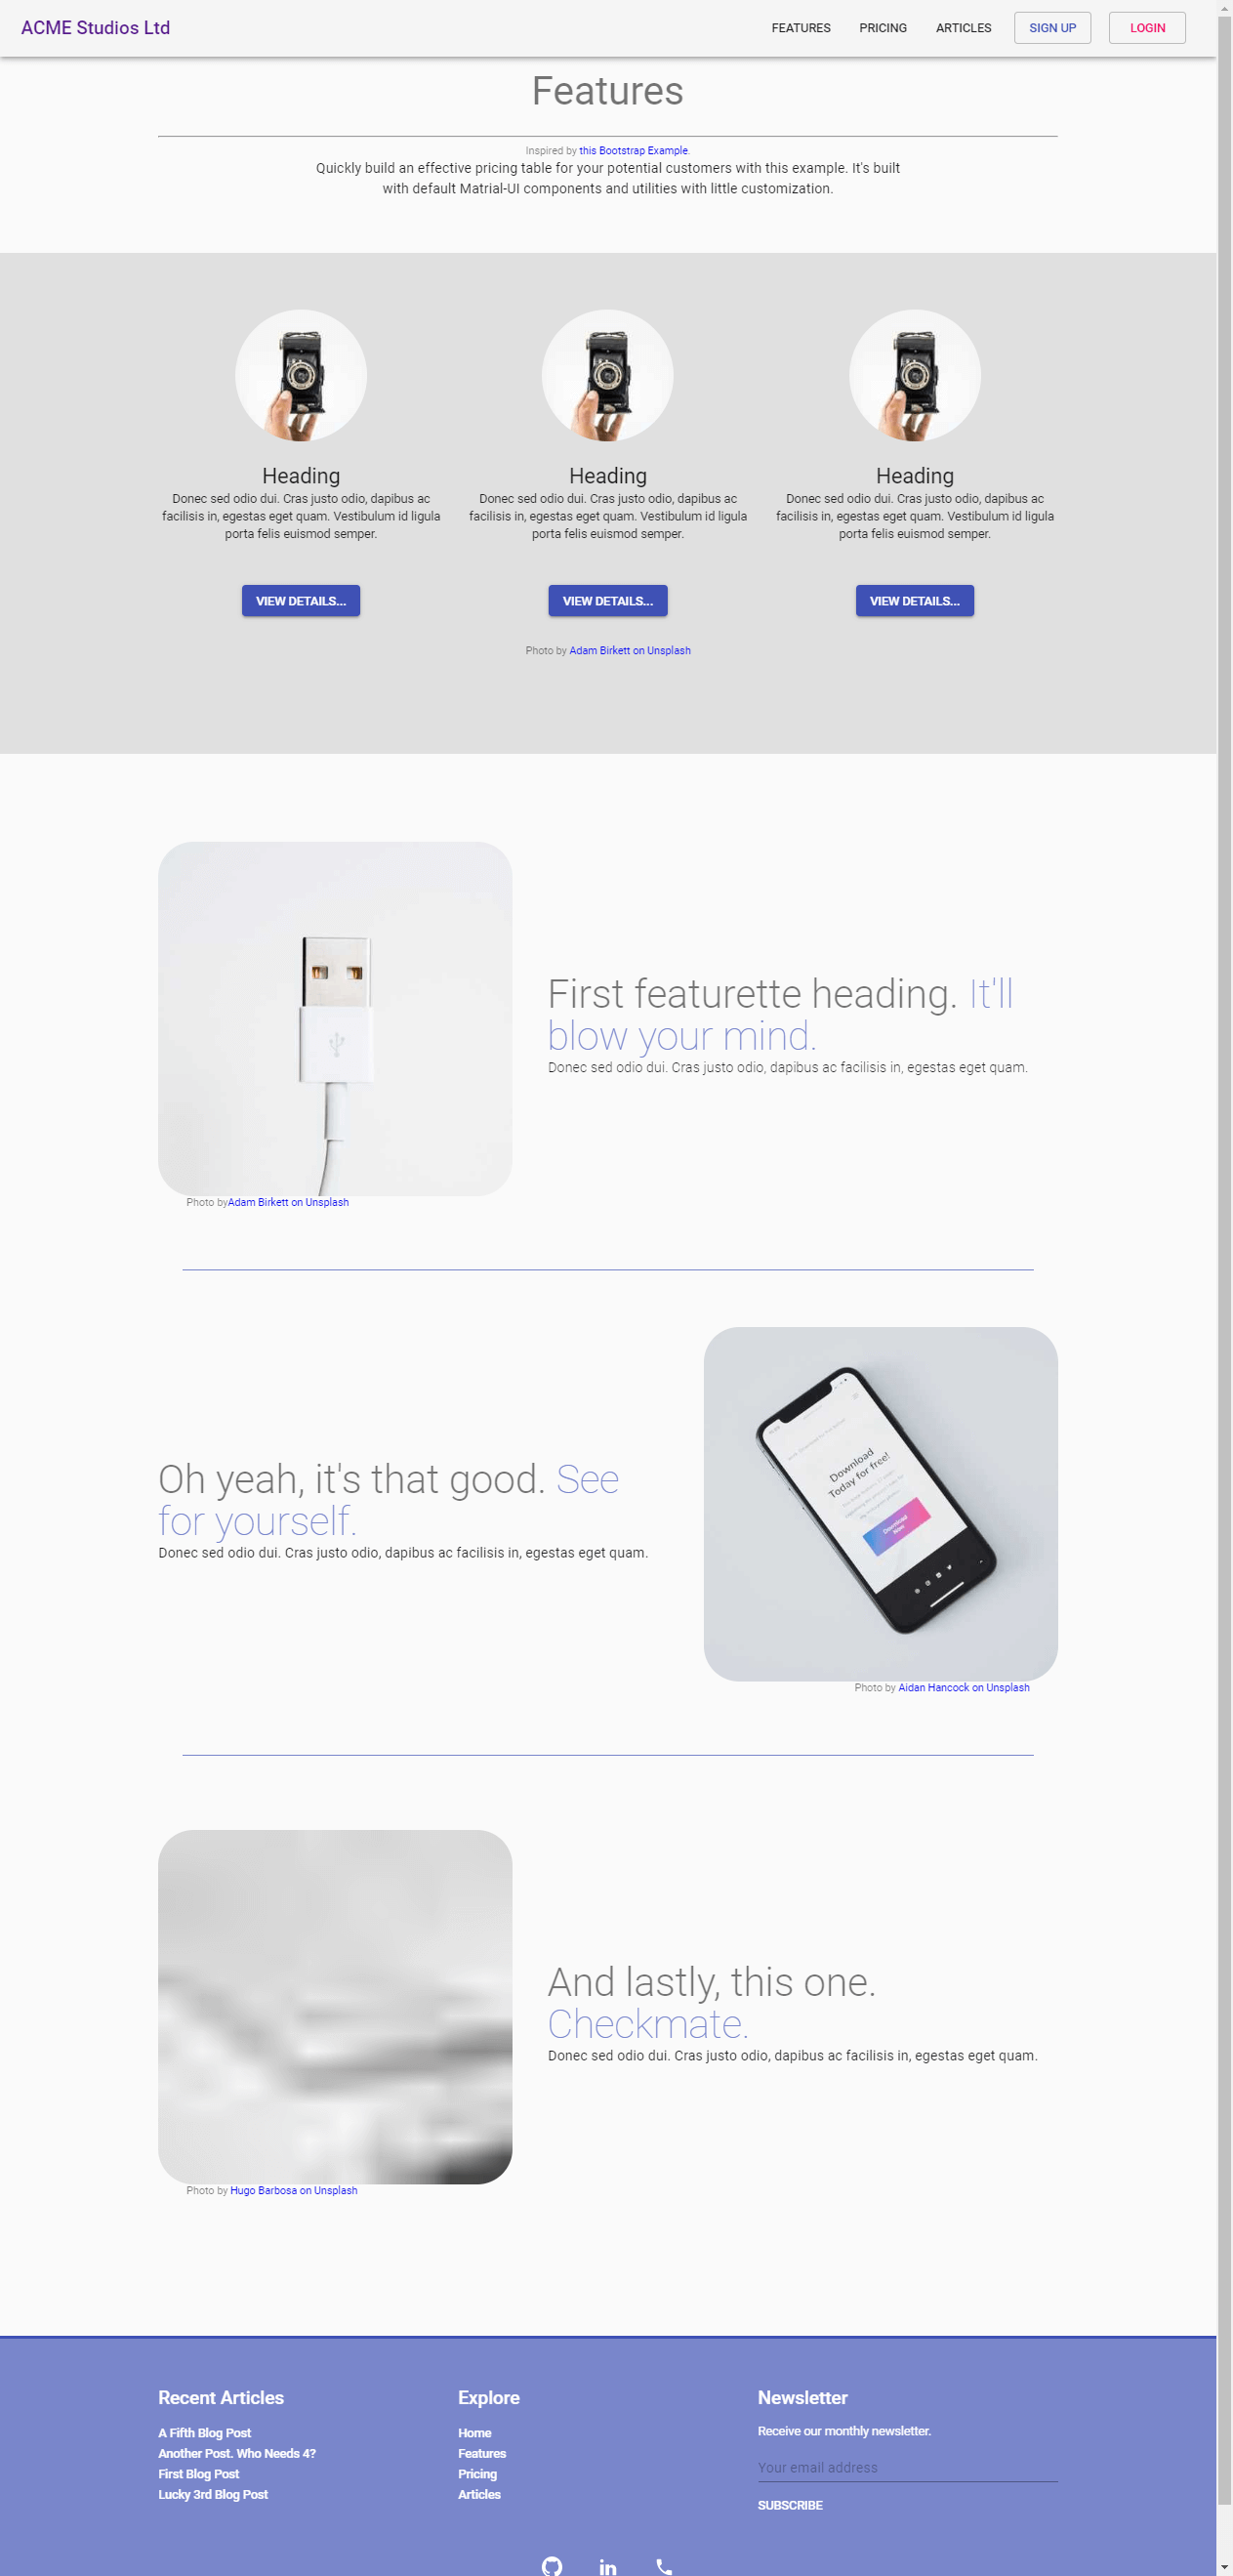 ACME Studios Ltd
FEATURES
PRICING
ARTICLES
SIGN UP
LOGIN
Features
Inspired by this Bootstrap Example.
Quickly build an effective pricing table for your potential customers with this example. It's built
with default Matrial-UI components and utilities with little customization.
Heading
Donec sed odio dui. Cras justo odio, dapibus ac
facilisis in, egestas eget quam. Vestibulum id ligula
porta felis euismod semper.
VIEW DETAILS...
Heading
Donec sed odio dui. Cras justo odio, dapibus ac
facilisis in, egestas eget quam. Vestibulum id ligula
porta felis euismod semper.
VIEW DETAILS...
Heading
Donec sed odio dui. Cras justo odio, dapibus ac
facilisis in, egestas eget quam. Vestibulum id ligula
porta felis euismod semper.
VIEW DETAILS...
Photo by Adam Birkett on Unsplash
First featurette heading. It'll
blow your mind.
Donec sed odio dui. Cras justo odio, dapibus ac facilisis in, egestas eget quam.
Photo byAdam Birkett on Unsplash
Oh yeah, it's that good. See
for yourself.
Donec sed odio dui. Cras justo odio, dapibus ac facilisis in, egestas eget quam.
Download
Today for free!
Download
Now
Photo by Aidan Hancock on Unsplash
And lastly, this one.
Checkmate.
Donec sed odio dui. Cras justo odio, dapibus ac facilisis in, egestas eget quam.
Photo by Hugo Barbosa on Unsplash
Recent Articles
A Fifth Blog Post
Another Post. Who Needs 4?
First Blog Post
Lucky 3rd Blog Post
Explore
Home
Features
Pricing
Articles
Newsletter
Receive our monthly newsletter.
Your email address
SUBSCRIBE
in